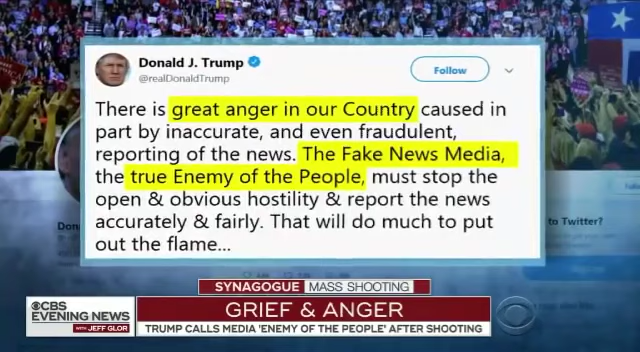 Donald J. Trump
@realDonaldTrump
Follow
There is great anger in our Country caused in
part by inaccurate, and even fraudulent,
reporting of the news. The Fake News Media,
the true Enemy of the People, must stop the
open & obvious hostility & report the news
accurately & fairly. That will do much to put
out the flame...
to Twitter?
SYNAGOGUE MASS SHOOTING
GRIEF & ANGER
TRUMP CALLS MEDIA 'ENEMY OF THE PEOPLE' AFTER SHOOTING
CBS
EVENING NEWS
WITH JEFF GLOR